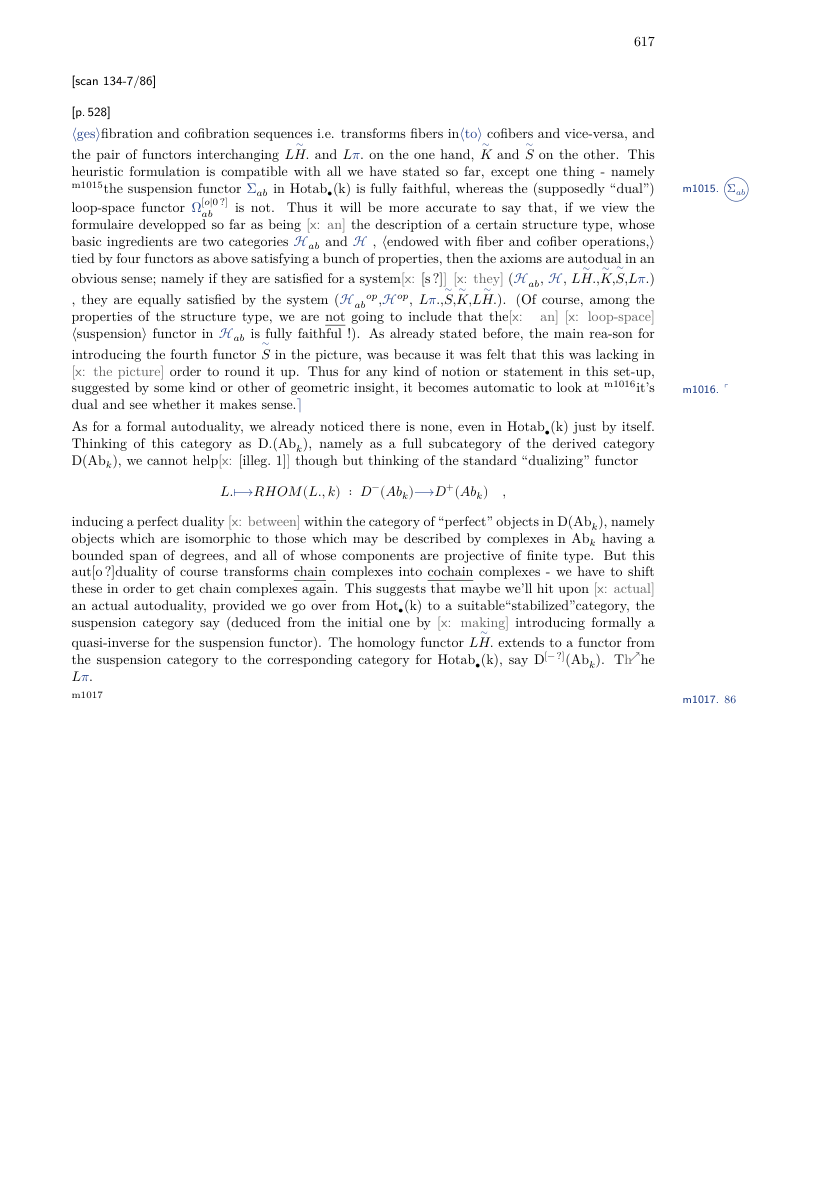 617
[scan 134-7/86]
[p. 528]
⟨ges⟩fibration and cofibration sequences i.e. transforms fibers in⟨to⟩ cofibers and vice-versa, and
the pair of functors interchanging LH̃. and Lπ. on the one hand, K̃ and S̃ on the other. This
heuristic formulation is compatible with all we have stated so far, except one thing - namely
m1015the suspension functor Σ_ab in Hotab•(k) is fully faithful, whereas the (supposedly “dual”) m1015. Σ_ab
loop-space functor Ω_ab^[o|0 ?] is not. Thus it will be more accurate to say that, if we view the
formulaire developped so far as being [x: an] the description of a certain structure type, whose
basic ingredients are two categories ℋ_ab and ℋ , ⟨endowed with fiber and cofiber operations,⟩
tied by four functors as above satisfying a bunch of properties, then the axioms are autodual in an
obvious sense; namely if they are satisfied for a system[x: [s ?]] [x: they] (ℋ_ab, ℋ, LH̃.,K̃,S̃,Lπ.)
, they are equally satisfied by the system (ℋ_ab^op,ℋ^op, Lπ.,S̃,K̃,LH̃.). (Of course, among the
properties of the structure type, we are not going to include that the[x: an] [x: loop-space]
⟨suspension⟩ functor in ℋ_ab is fully faithful !). As already stated before, the main rea-son for
introducing the fourth functor S̃ in the picture, was because it was felt that this was lacking in
[x: the picture] order to round it up. Thus for any kind of notion or statement in this set-up,
suggested by some kind or other of geometric insight, it becomes automatic to look at m1016it’s m1016. ⌜
dual and see whether it makes sense.⌉
As for a formal autoduality, we already noticed there is none, even in Hotab•(k) just by itself.
Thinking of this category as D.(Ab_k), namely as a full subcategory of the derived category
D(Ab_k), we cannot help[x: [illeg. 1]] though but thinking of the standard “dualizing” functor
L.⟼RHOM(L., k) : D⁻(Ab_k)⟶D⁺(Ab_k) ,
inducing a perfect duality [x: between] within the category of “perfect” objects in D(Ab_k), namely
objects which are isomorphic to those which may be described by complexes in Ab_k having a
bounded span of degrees, and all of whose components are projective of finite type. But this
aut[o ?]duality of course transforms chain complexes into cochain complexes - we have to shift
these in order to get chain complexes again. This suggests that maybe we’ll hit upon [x: actual]
an actual autoduality, provided we go over from Hot•(k) to a suitable“stabilized”category, the
suspension category say (deduced from the initial one by [x: making] introducing formally a
quasi-inverse for the suspension functor). The homology functor LH̃. extends to a functor from
the suspension category to the corresponding category for Hotab•(k), say D^[− ?](Ab_k). Thr↗he
Lπ.
m1017 m1017. 86